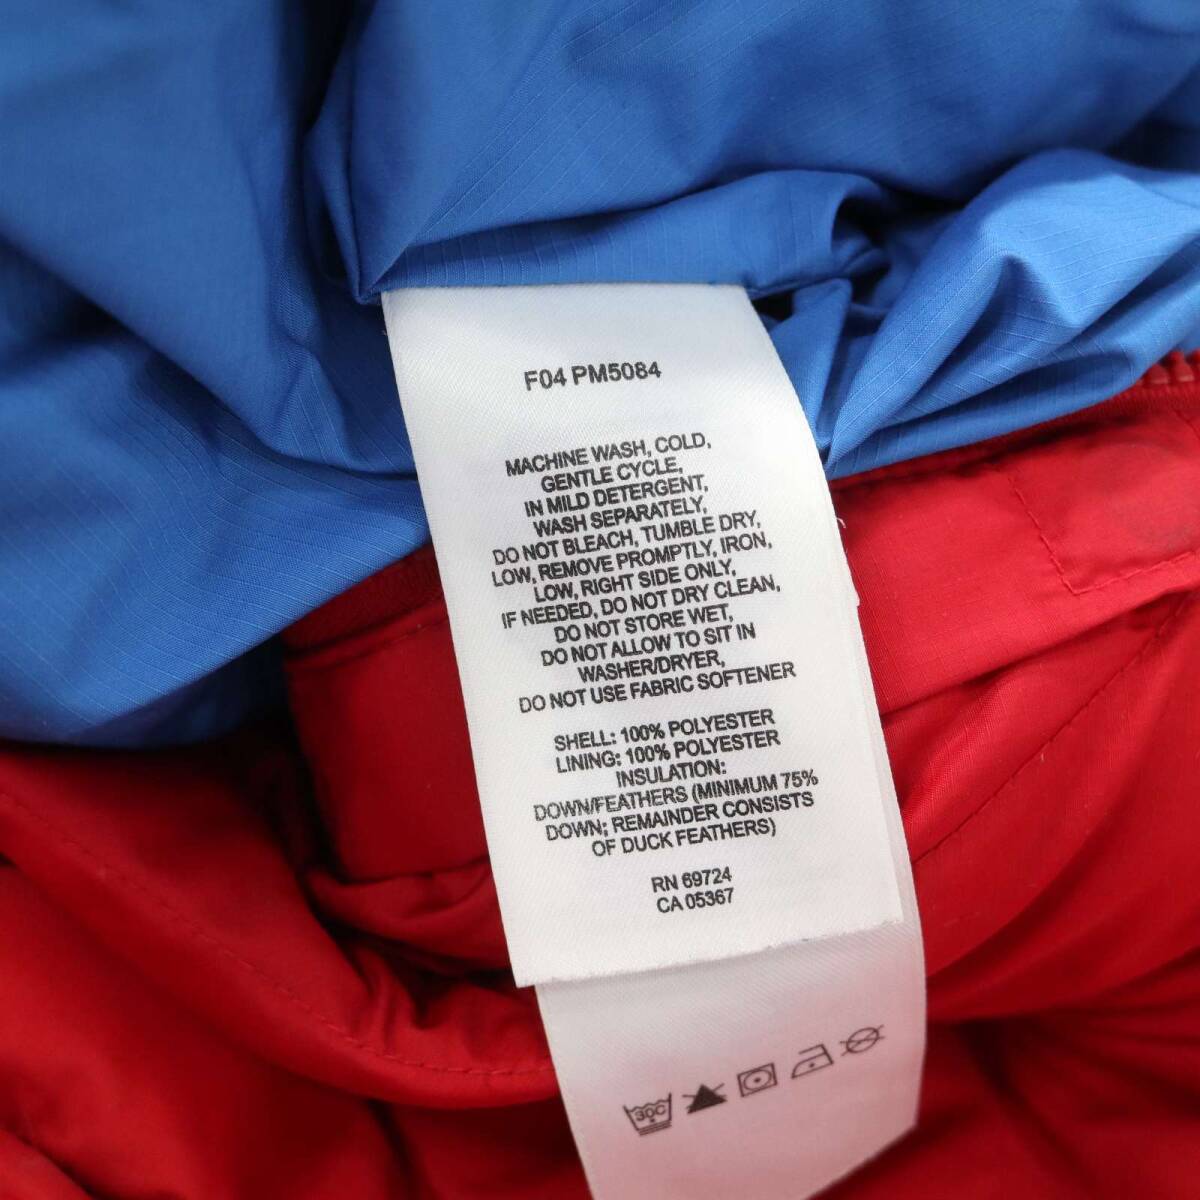 F04 PM5084
MACHINE WASH, COLD,
GENTLE CYCLE,
IN MILD DETERGENT,
WASH SEPARATELY,
DO NOT BLEACH, TUMBLE DRY,
LOW, REMOVE PROMPTLY, IRON,
LOW, RIGHT SIDE ONLY,
IF NEEDED, DO NOT DRY CLEAN,
DO NOT STORE WET,
DO NOT ALLOW TO SIT IN
WASHER/DRYER,
DO NOT USE FABRIC SOFTENER
SHELL: 100% POLYESTER
LINING: 100% POLYESTER
INSULATION:
DOWN/FEATHERS (MINIMUM 75%
DOWN; REMAINDER CONSISTS
OF DUCK FEATHERS)
RN 69724
CA 05367
30C